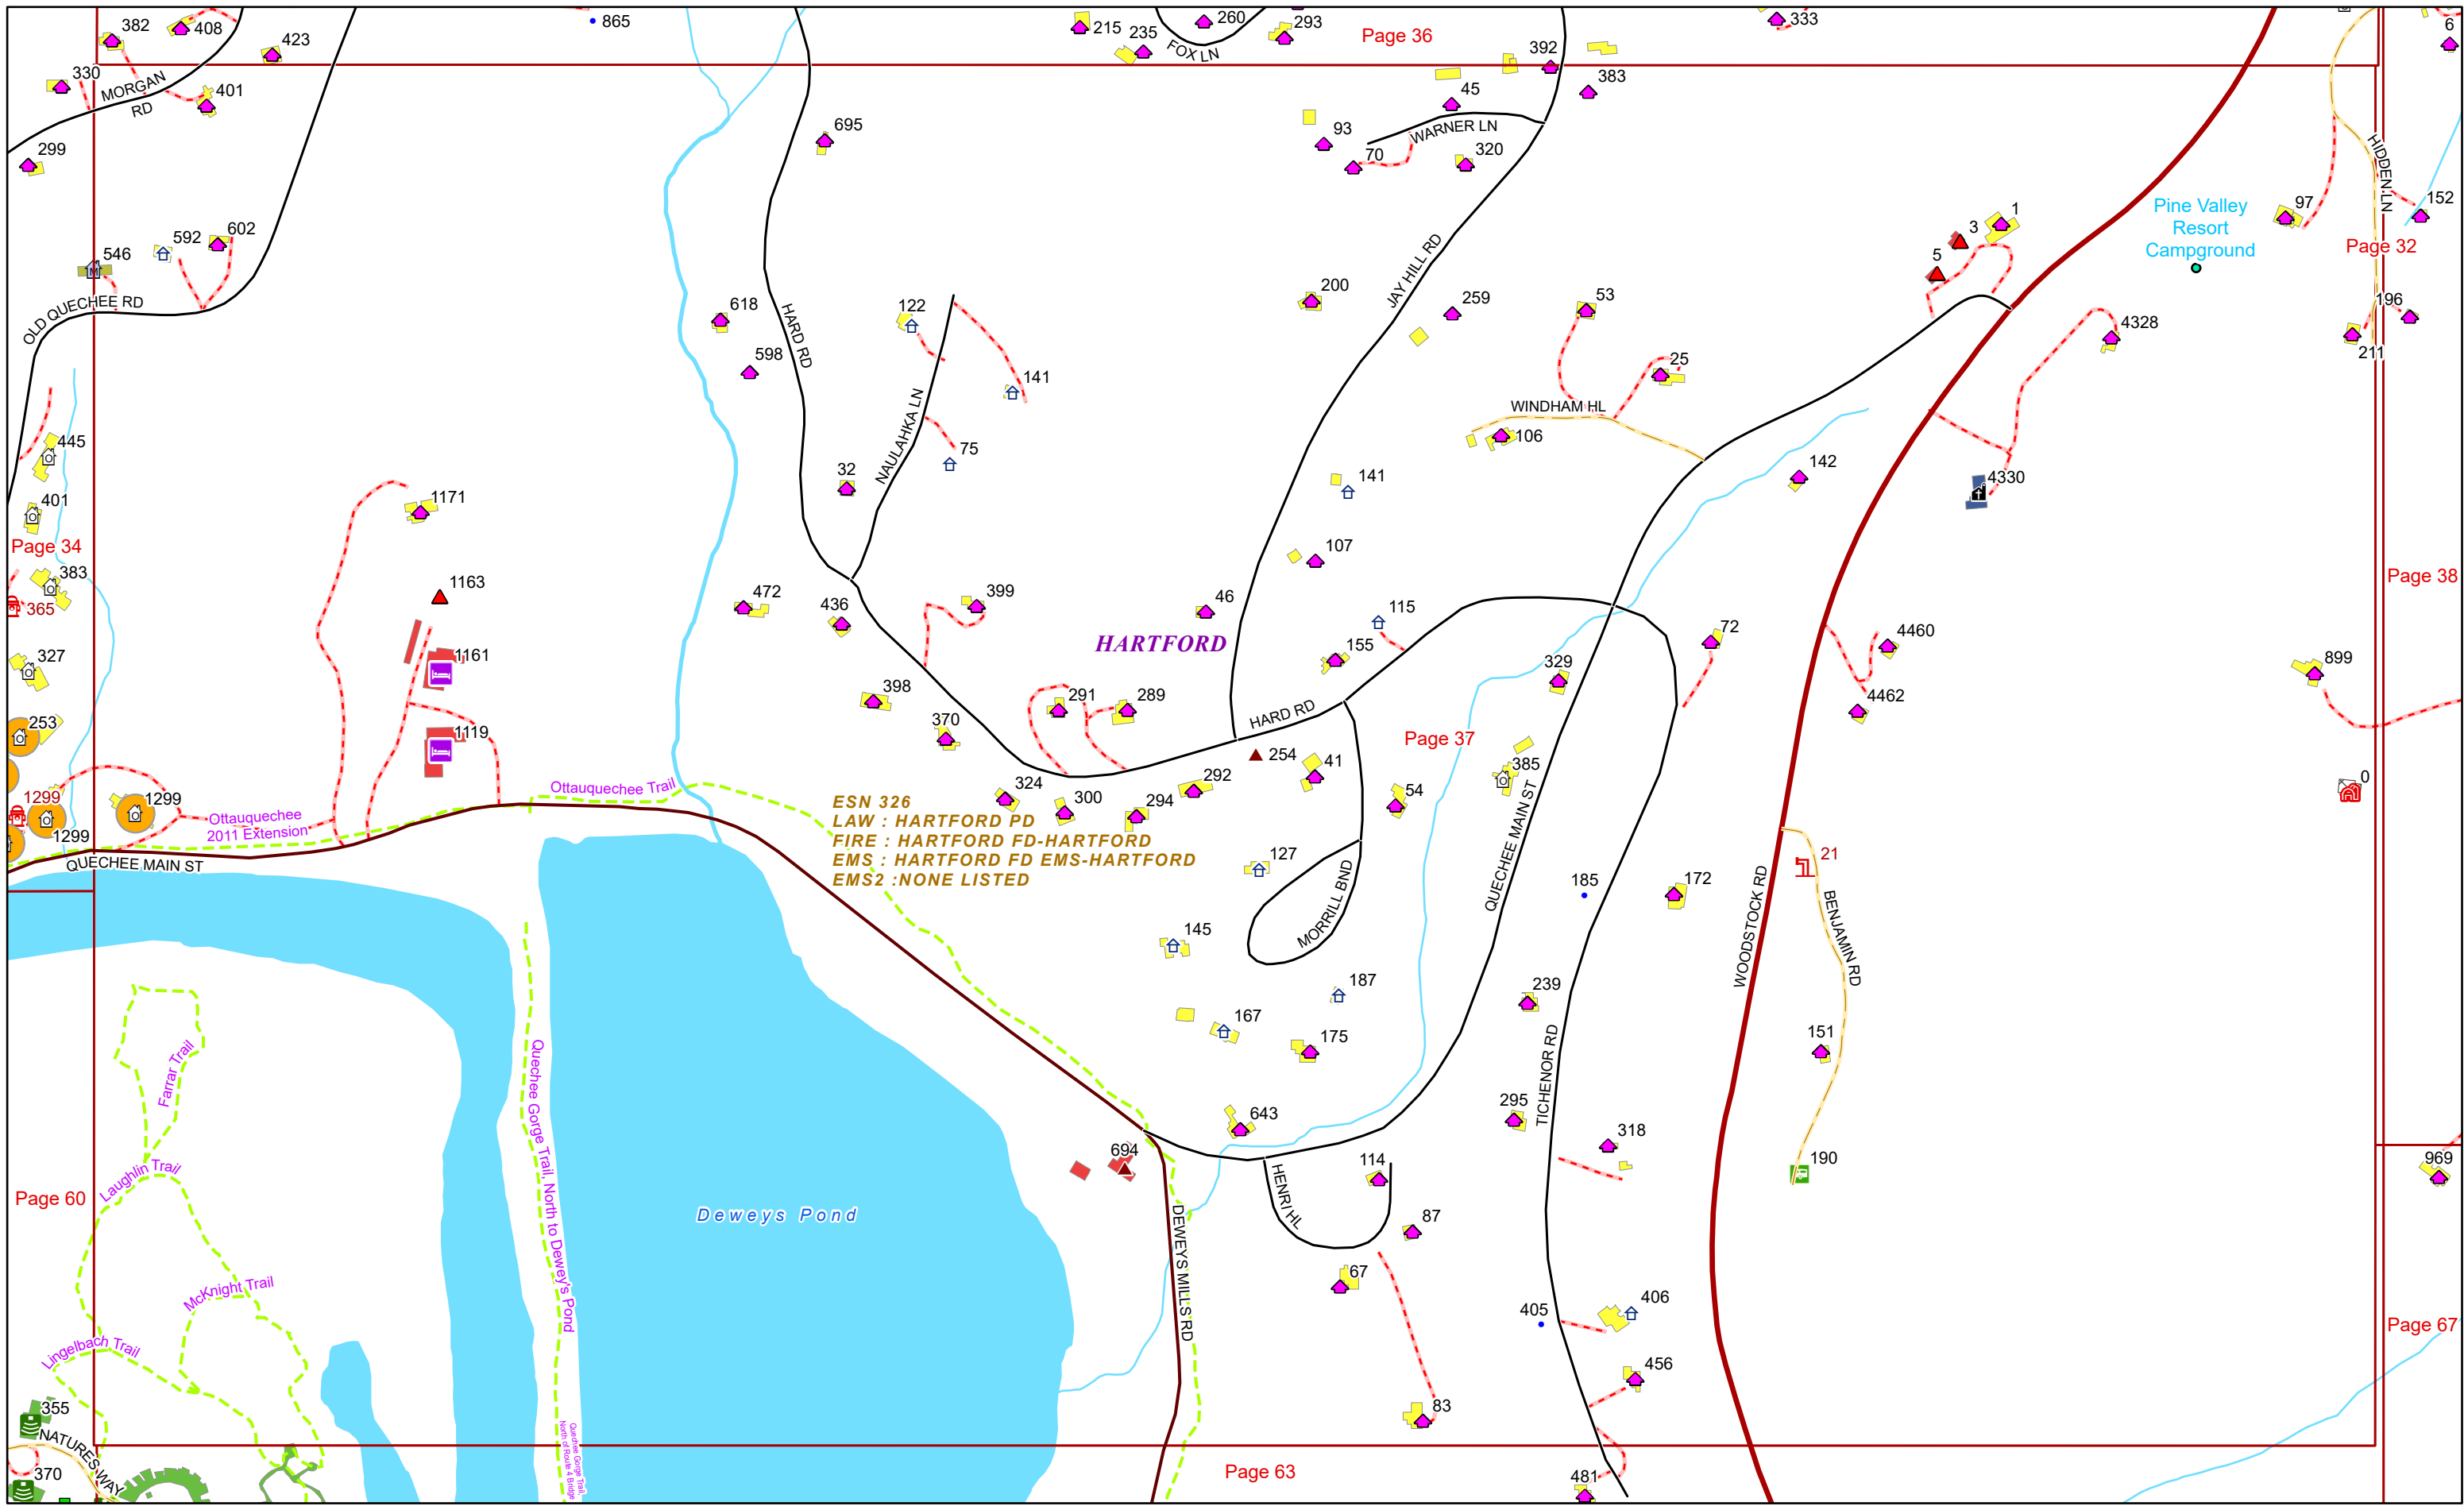 382
408
423
865
215
235
260
FOX LN
293
Page 36
392
333
6
330
MORGAN
RD
401
45
383
93
WARNER LN
70
320
695
299
HIDDEN LN
97
152
Pine Valley
Resort
Campground
Page 32
1
3
5
546
592
602
OLD QUECHEE RD
618
598
HARD RD
122
141
NAULAHKA LN
75
32
200
JAY HILL RD
259
53
25
WINDHAM HL
106
196
211
4328
142
4330
445
401
Page 34
383
365
327
253
1299
1299
1299
1171
1163
1161
1119
472
436
399
46
HARTFORD
115
155
141
107
329
72
4460
4462
899
Page 38
398
370
291
289
HARD RD
254
41
Page 37
385
54
0
Ottauquechee
2011 Extension
Ottauquechee Trail
324
300
294
292
ESN 326
LAW : HARTFORD PD
FIRE : HARTFORD FD-HARTFORD
EMS : HARTFORD FD EMS-HARTFORD
EMS2 :NONE LISTED
QUECHEE MAIN ST
127
MORRILL BND
QUECHEE MAIN ST
185
172
WOODSTOCK RD
21
BENJAMIN RD
145
187
167
175
239
151
Farrar Trail
Quechee Gorge Trail, North to Dewey's Pond
TICHENOR RD
295
318
643
694
114
HENRI HL
190
969
Laughlin Trail
Page 60
Deweys Pond
DEWEYS MILLS RD
87
67
McKnight Trail
405
406
Page 67
Lingelbach Trail
456
83
355
NATURES WAY
370
Quechee Gorge Trail,
North of Route 4 Bridge
Page 63
481